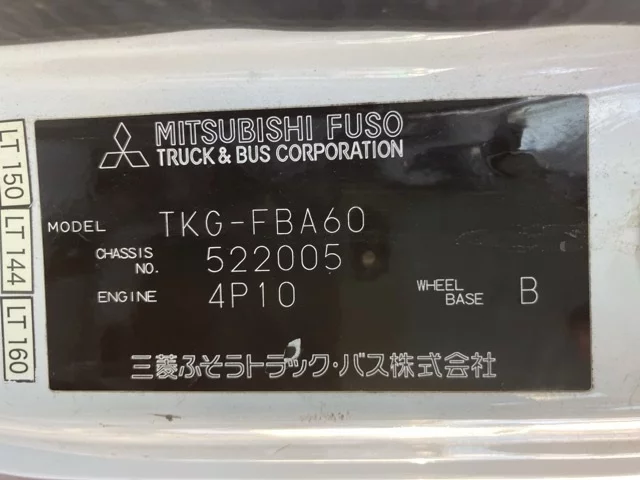 MITSUBISHI FUSO
TRUCK & BUS CORPORATION
MODEL TKG-FBA60
CHASSIS NO. 522005
ENGINE 4P10
WHEEL BASE B
三菱ふそうトラック・バス株式会社
LT 150
LT 144
LT 160